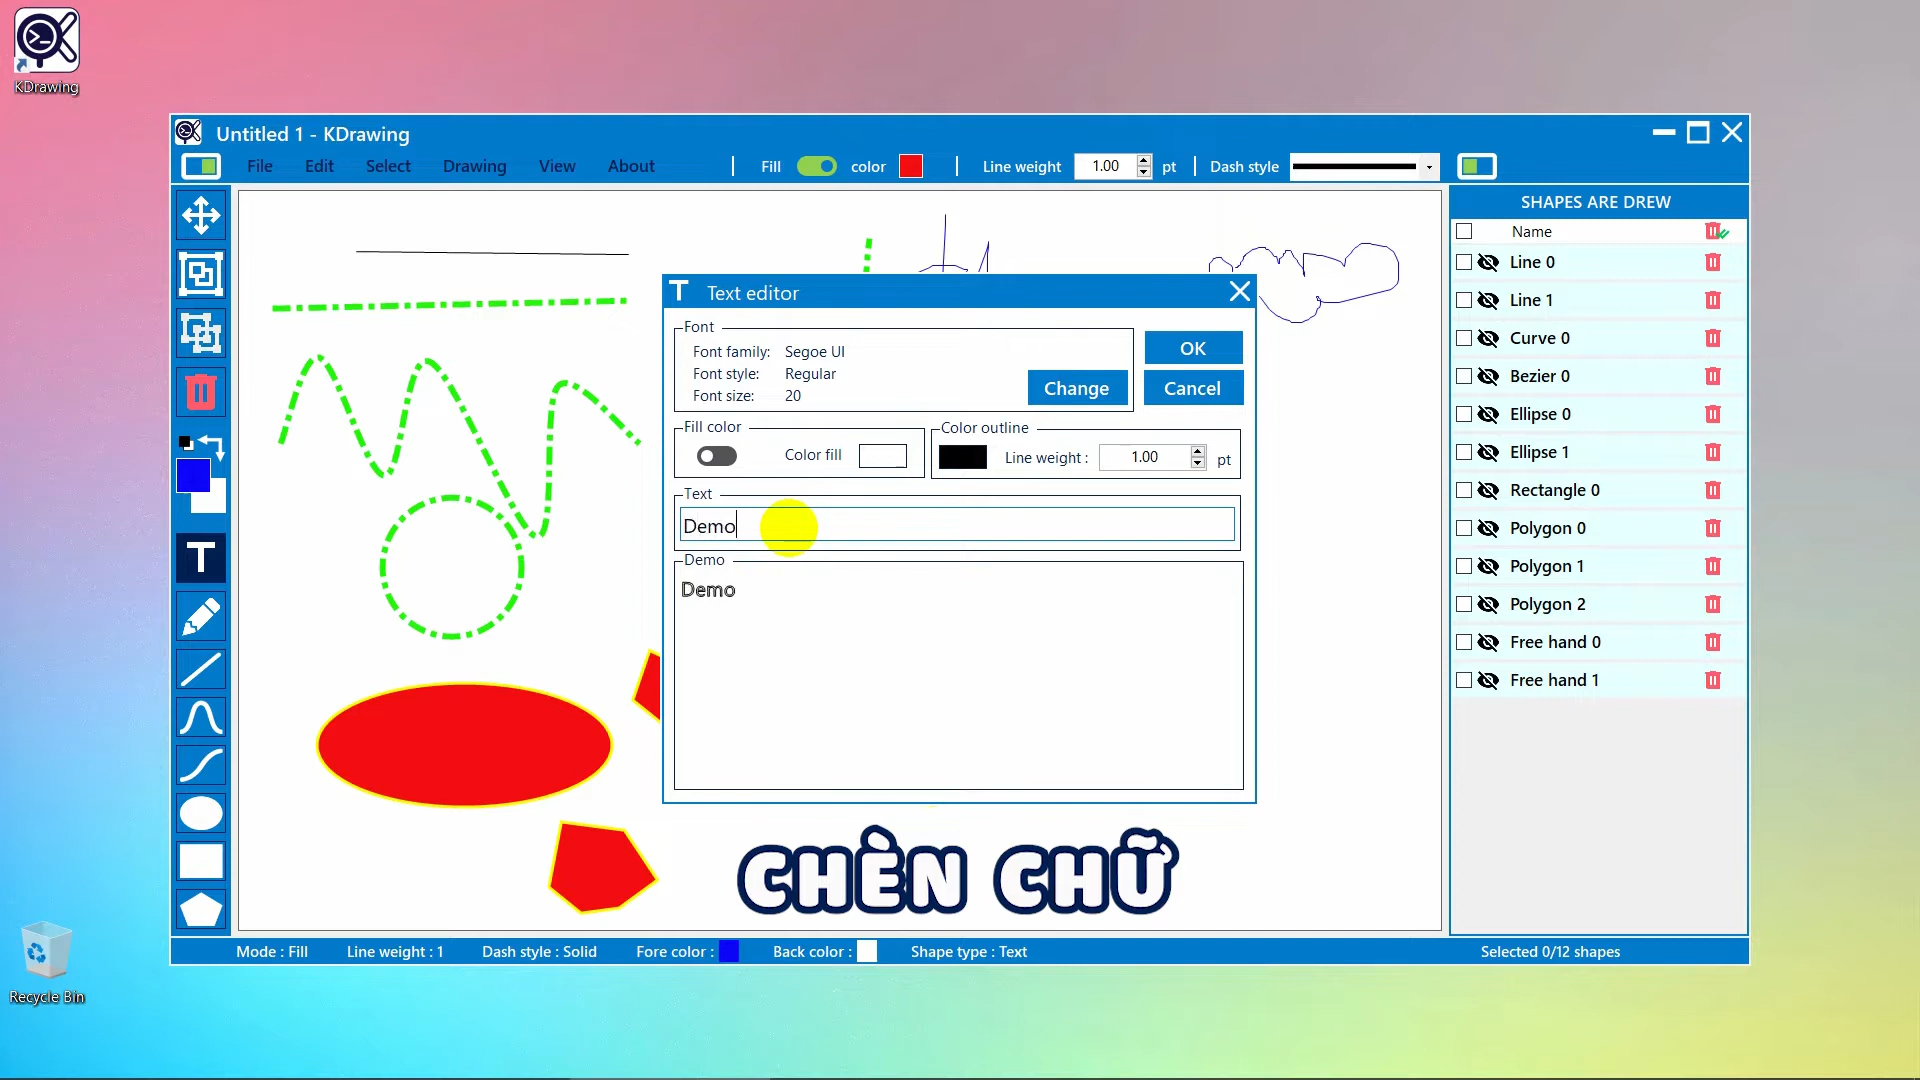 KDrawing
Untitled 1 - KDrawing
File Edit Select Drawing View About Fill color Line weight 1.00 pt Dash style
SHAPES ARE DREW
Name
Line 0
Line 1
Curve 0
Bezier 0
Ellipse 0
Ellipse 1
Rectangle 0
Polygon 0
Polygon 1
Polygon 2
Free hand 0
Free hand 1
T
T Text editor
Font
Font family: Segoe UI
Font style: Regular
Font size: 20
Change
OK
Cancel
Fill color
Color fill
Color outline
Line weight : 1.00 pt
Text
Demo
Demo
Demo
CHÈN CHỮ
Mode : Fill Line weight : 1 Dash style : Solid Fore color : Back color : Shape type : Text Selected 0/12 shapes
Recycle Bin